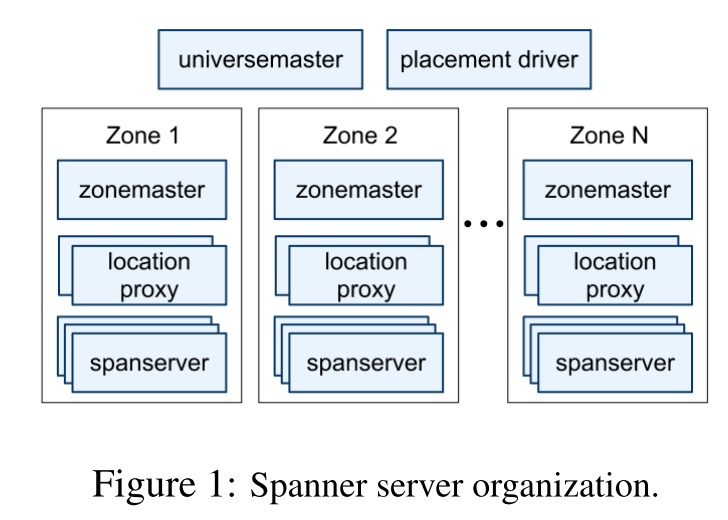 universemaster placement driver
Zone 1 Zone 2 Zone N
zonemaster zonemaster ... zonemaster
location location location
proxy proxy proxy
spanserver spanserver spanserver
Figure 1: Spanner server organization.